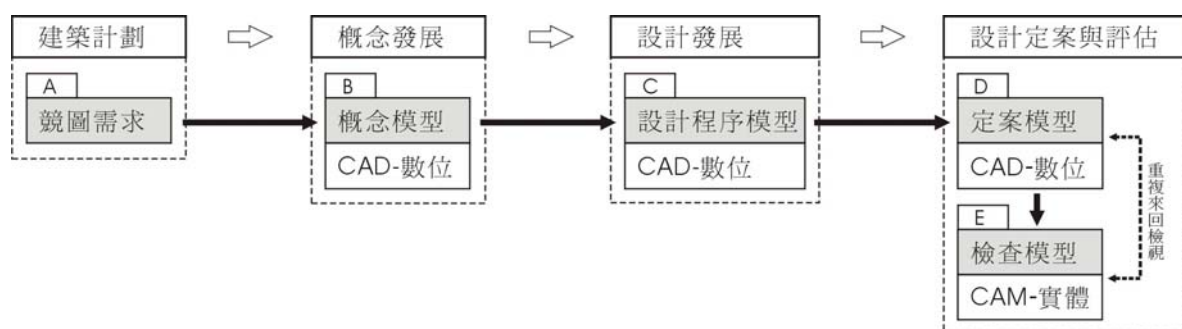 建築計劃
概念發展
設計發展
設計定案與評估
A
競圖需求
B
概念模型
CAD-數位
C
設計程序模型
CAD-數位
D
定案模型
CAD-數位
E
檢查模型
CAM-實體
重複來回檢視